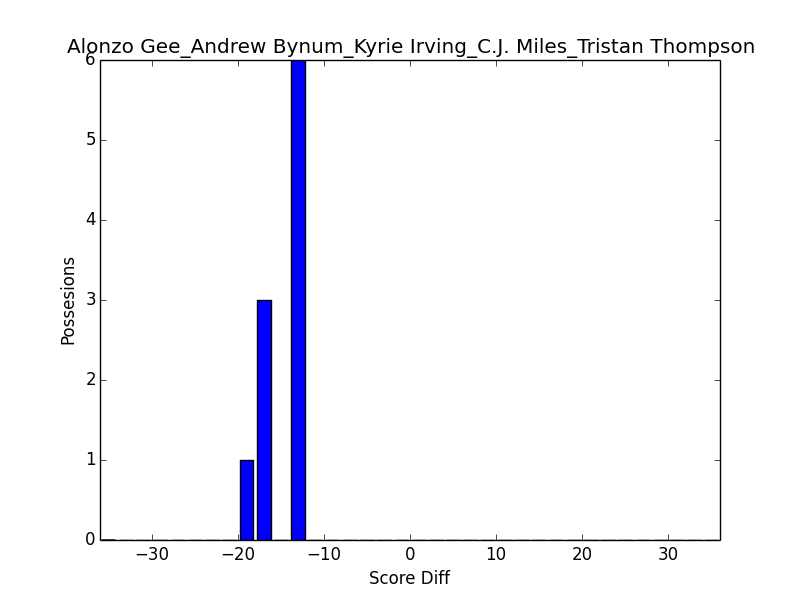 Alonzo Gee_Andrew Bynum_Kyrie Irving_C.J. Miles_Tristan Thompson
6
5
4
3
2
1
0
Possesions
−30 −20 −10 0 10 20 30
Score Diff